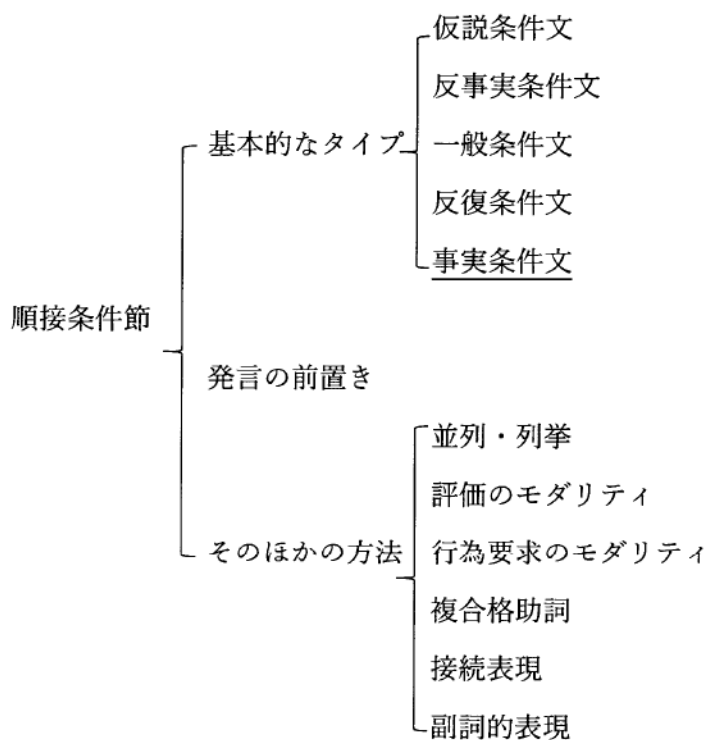 仮説条件文
反事実条件文
基本的なタイプ
一般条件文
反復条件文
事実条件文
順接条件節
発言の前置き
並列・列挙
評価のモダリティ
そのほかの方法
行為要求のモダリティ
複合格助詞
接続表現
副詞的表現